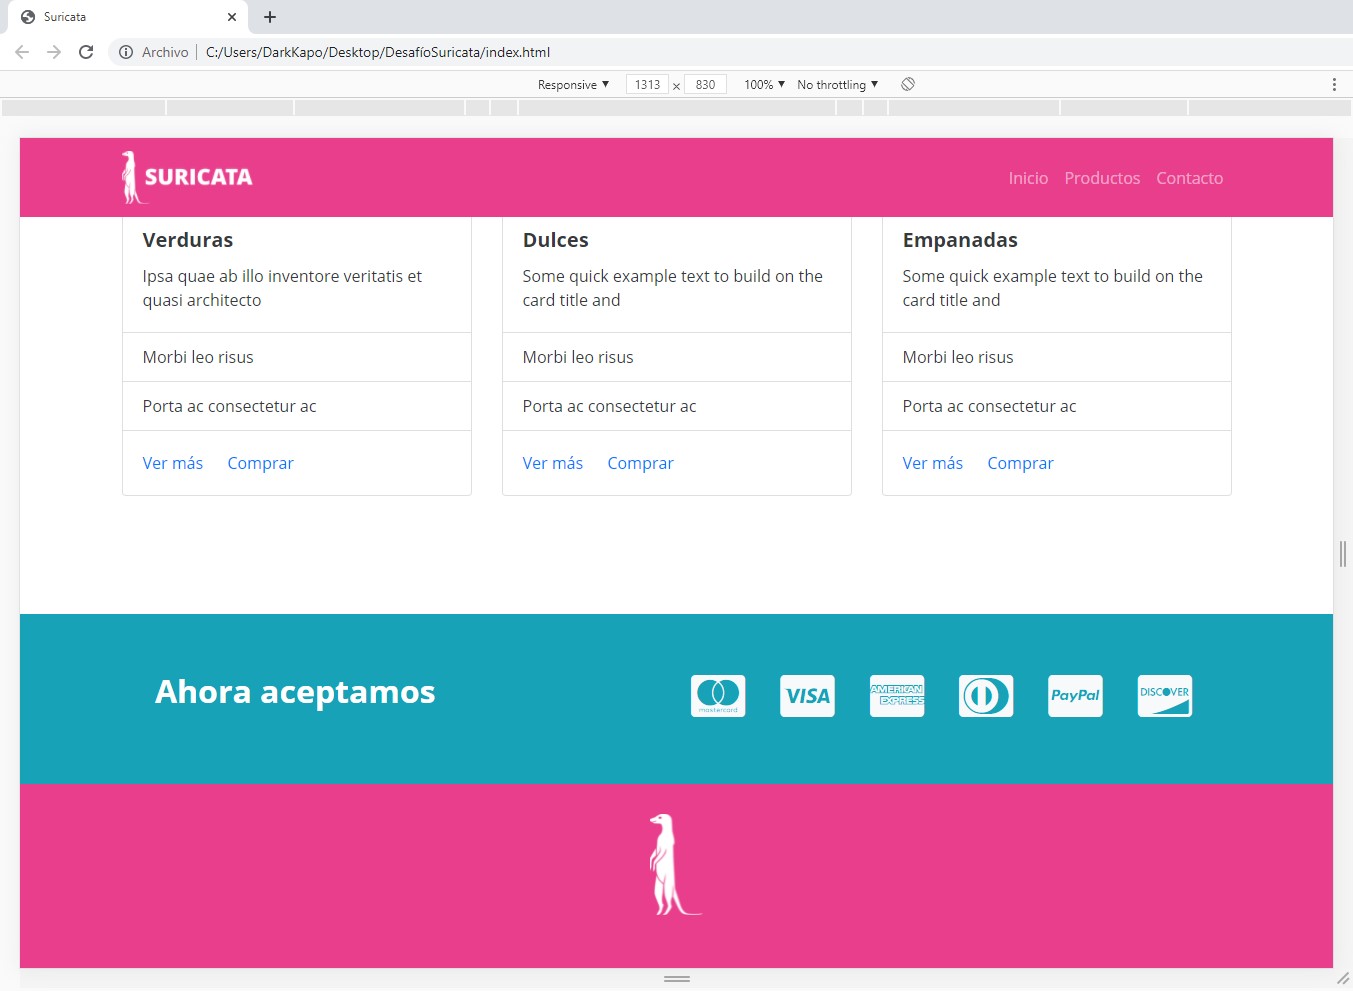 Suricata
Archivo C:/Users/DarkKapo/Desktop/DesafíoSuricata/index.html
Responsive ▼ 1313 x 830 100% ▼ No throttling ▼
SURICATA Inicio Productos Contacto
Verduras
Ipsa quae ab illo inventore veritatis et
quasi architecto
Morbi leo risus
Porta ac consectetur ac
Ver más Comprar
Dulces
Some quick example text to build on the
card title and
Morbi leo risus
Porta ac consectetur ac
Ver más Comprar
Empanadas
Some quick example text to build on the
card title and
Morbi leo risus
Porta ac consectetur ac
Ver más Comprar
Ahora aceptamos
mastercard
VISA
AMERICAN
EXPRESS
PayPal
DISCOVER